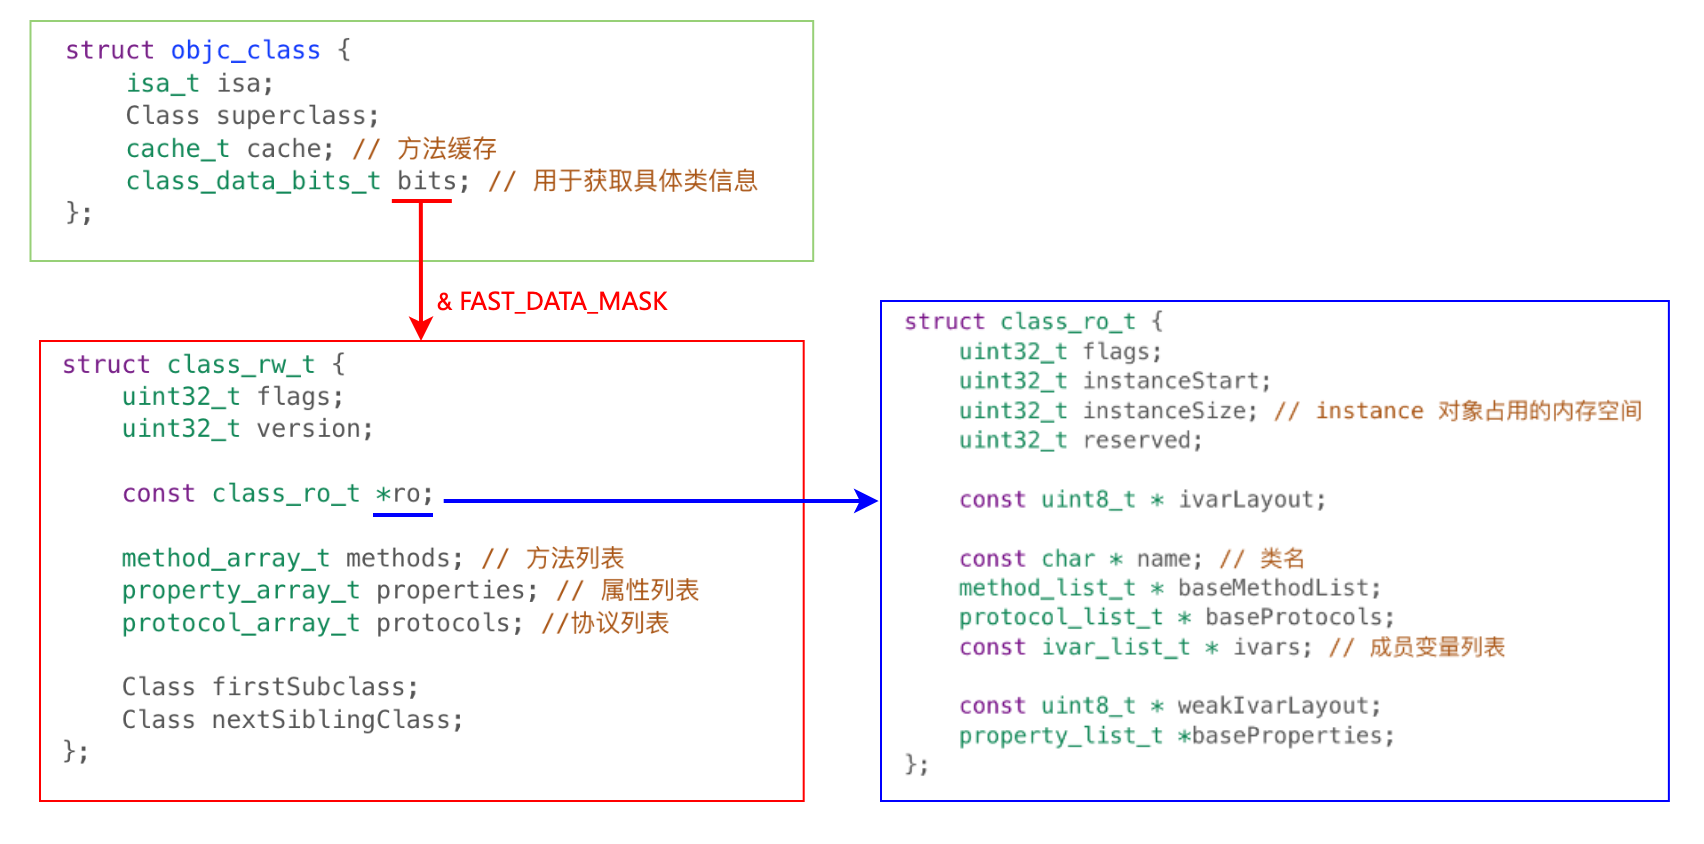 struct objc_class {
    isa_t isa;
    Class superclass;
    cache_t cache; // 方法缓存
    class_data_bits_t bits; // 用于获取具体类信息
};
& FAST_DATA_MASK
struct class_rw_t {
    uint32_t flags;
    uint32_t version;
    const class_ro_t *ro;
    method_array_t methods; // 方法列表
    property_array_t properties; // 属性列表
    protocol_array_t protocols; //协议列表
    Class firstSubclass;
    Class nextSiblingClass;
};
struct class_ro_t {
    uint32_t flags;
    uint32_t instanceStart;
    uint32_t instanceSize; // instance 对象占用的内存空间
    uint32_t reserved;
    const uint8_t * ivarLayout;
    const char * name; // 类名
    method_list_t * baseMethodList;
    protocol_list_t * baseProtocols;
    const ivar_list_t * ivars; // 成员变量列表
    const uint8_t * weakIvarLayout;
    property_list_t *baseProperties;
};